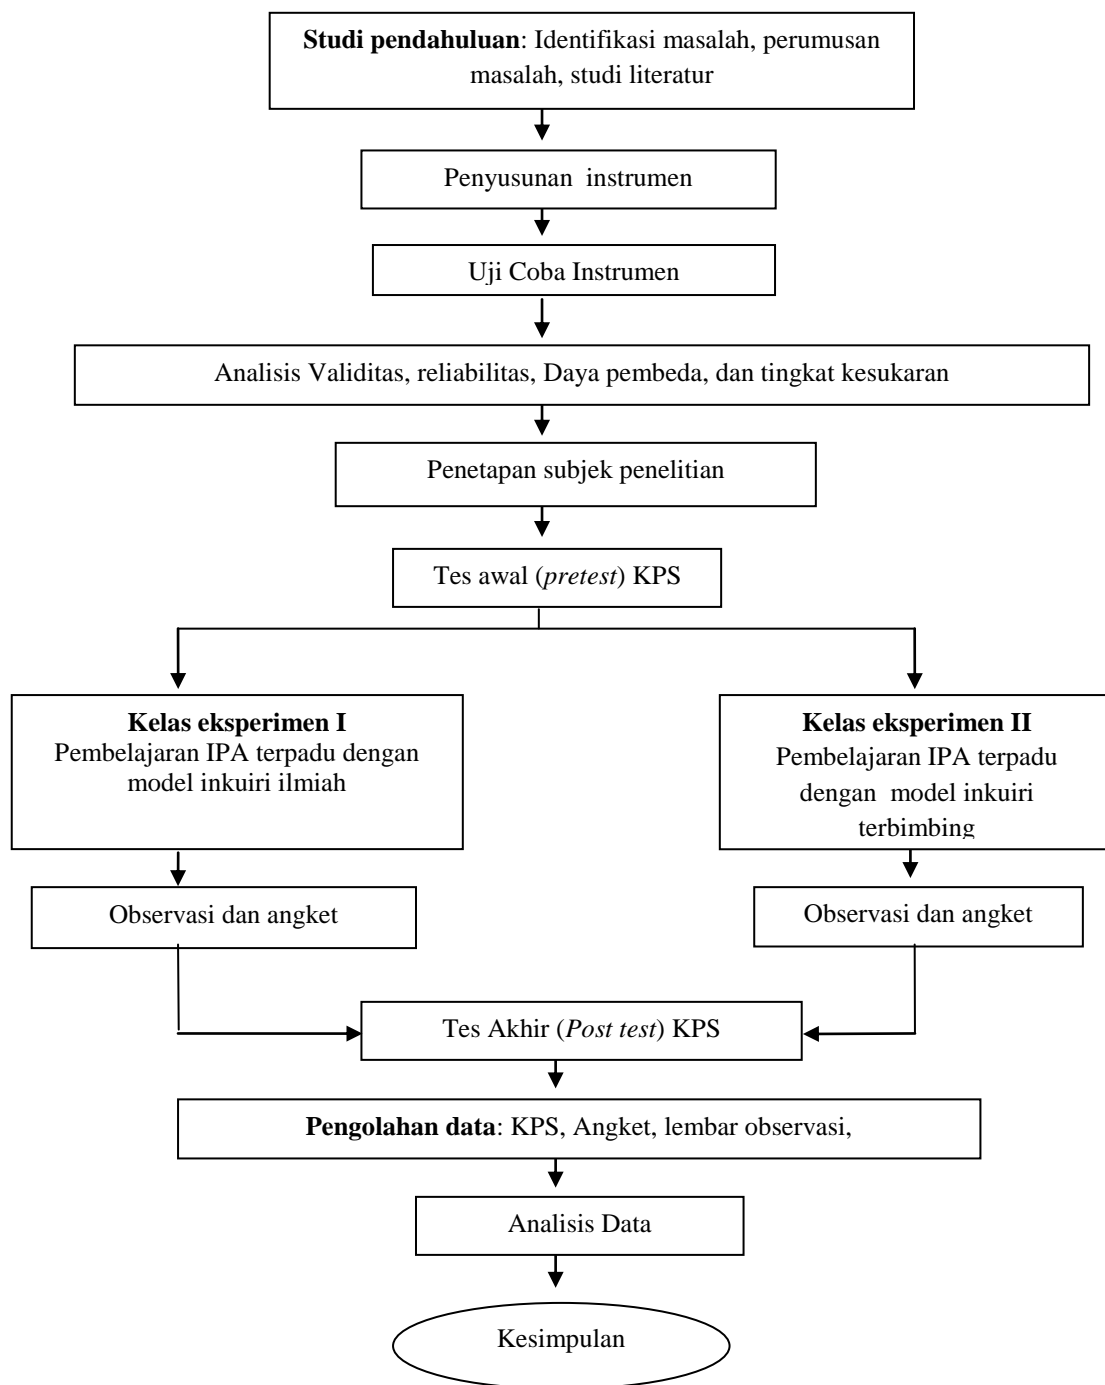 Studi pendahuluan: Identifikasi masalah, perumusan
masalah, studi literatur
Penyusunan instrumen
Uji Coba Instrumen
Analisis Validitas, reliabilitas, Daya pembeda, dan tingkat kesukaran
Penetapan subjek penelitian
Tes awal (pretest) KPS
Kelas eksperimen I
Pembelajaran IPA terpadu dengan
model inkuiri ilmiah
Kelas eksperimen II
Pembelajaran IPA terpadu
dengan model inkuiri
terbimbing
Observasi dan angket
Observasi dan angket
Tes Akhir (Post test) KPS
Pengolahan data: KPS, Angket, lembar observasi,
Analisis Data
Kesimpulan